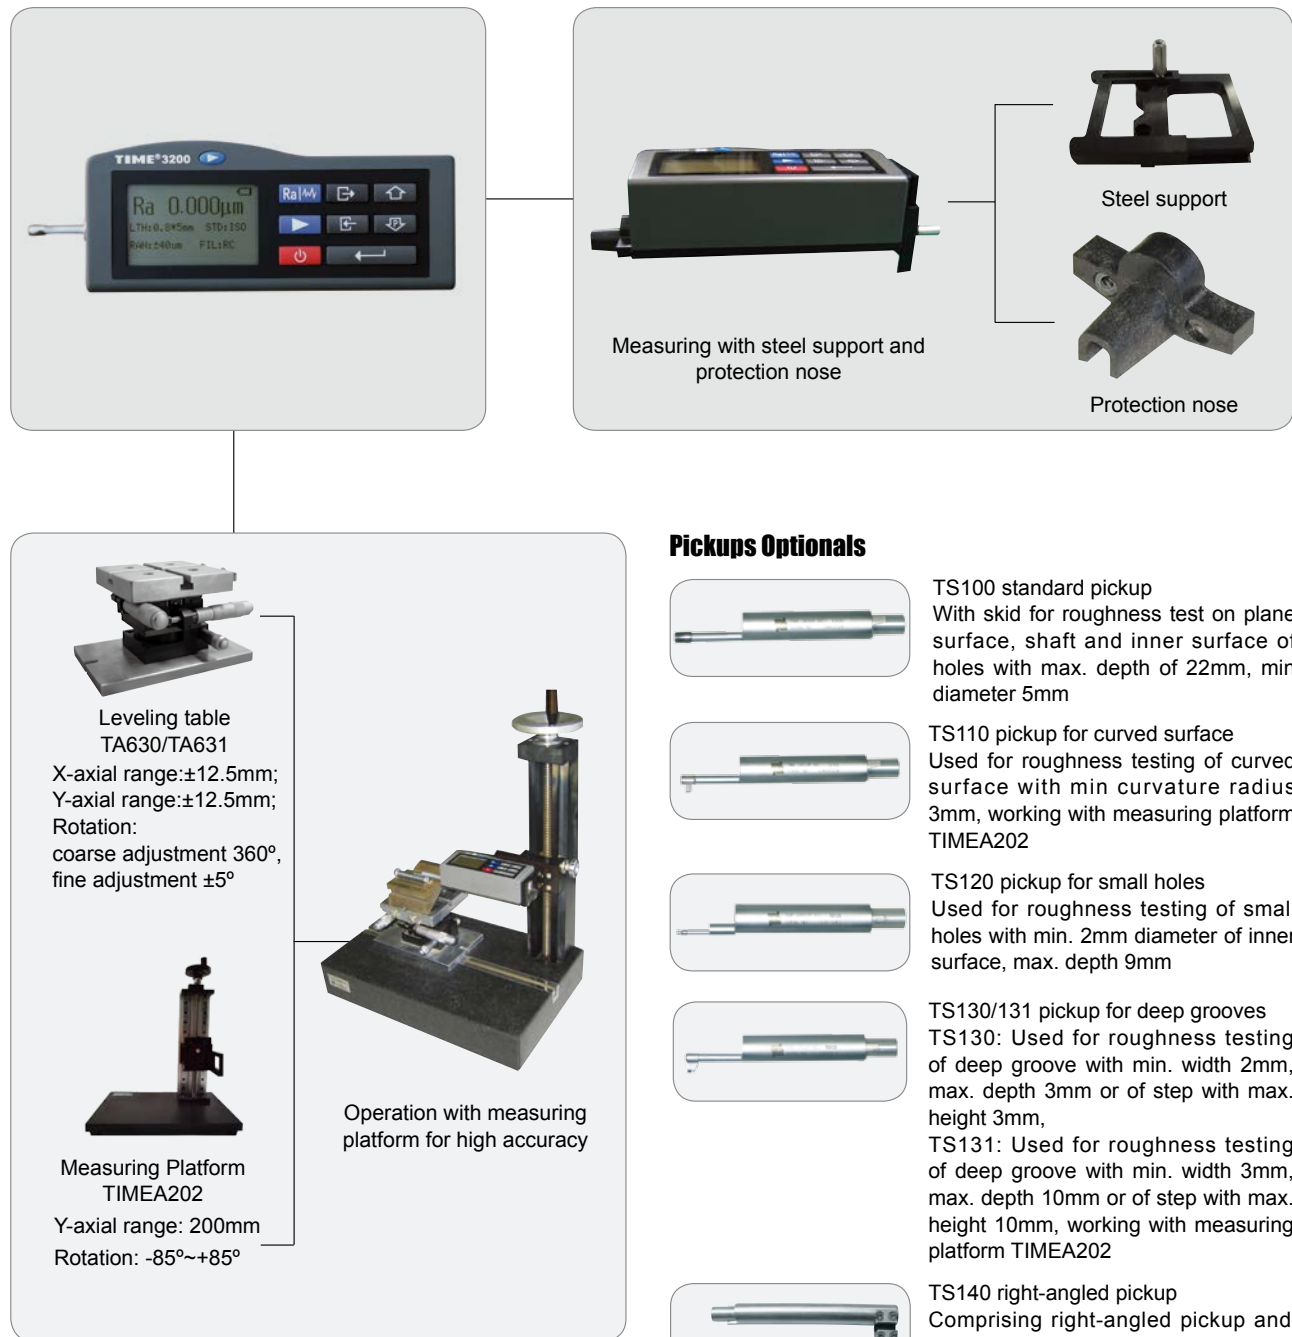 TIME®3200
Ra 0.000µm
LTH:0.8*5mm STD:ISO
RAN:±40um FIL:RC
Ra
Measuring with steel support and
protection nose
Steel support
Protection nose
Leveling table
TA630/TA631
X-axial range:±12.5mm;
Y-axial range:±12.5mm;
Rotation:
coarse adjustment 360º,
fine adjustment ±5º
Measuring Platform
TIMEA202
Y-axial range: 200mm
Rotation: -85º~+85º
Operation with measuring
platform for high accuracy
Pickups Optionals
TS100 standard pickup
With skid for roughness test on plane
surface, shaft and inner surface of
holes with max. depth of 22mm, min
diameter 5mm
TS110 pickup for curved surface
Used for roughness testing of curved
surface with min curvature radius
3mm, working with measuring platform
TIMEA202
TS120 pickup for small holes
Used for roughness testing of small
holes with min. 2mm diameter of inner
surface, max. depth 9mm
TS130/131 pickup for deep grooves
TS130: Used for roughness testing
of deep groove with min. width 2mm,
max. depth 3mm or of step with max.
height 3mm,
TS131: Used for roughness testing
of deep groove with min. width 3mm,
max. depth 10mm or of step with max.
height 10mm, working with measuring
platform TIMEA202
TS140 right-angled pickup
Comprising right-angled pickup and